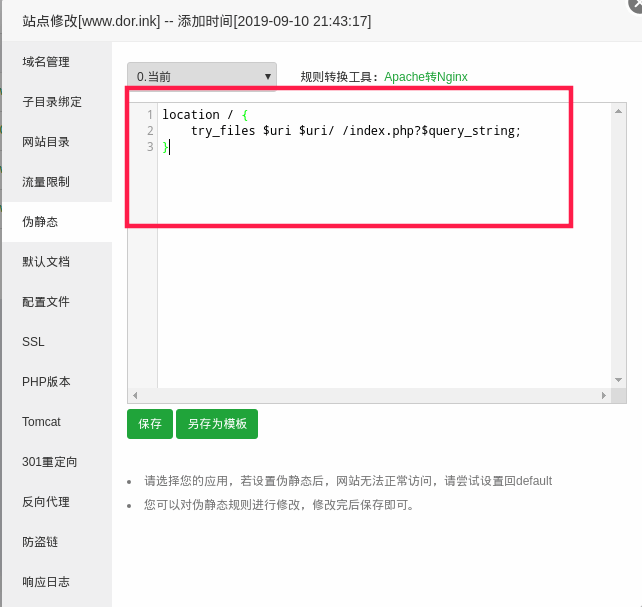 站点修改[www.dor.ink] -- 添加时间[2019-09-10 21:43:17]
域名管理
子目录绑定
网站目录
流量限制
伪静态
默认文档
配置文件
SSL
PHP版本
Tomcat
301重定向
反向代理
防盗链
响应日志
0.当前
规则转换工具：Apache转Nginx
1 location / {
2 try_files $uri $uri/ /index.php?$query_string;
3 }
保存 另存为模板
请选择您的应用，若设置伪静态后，网站无法正常访问，请尝试设置回default
您可以对伪静态规则进行修改，修改完后保存即可。